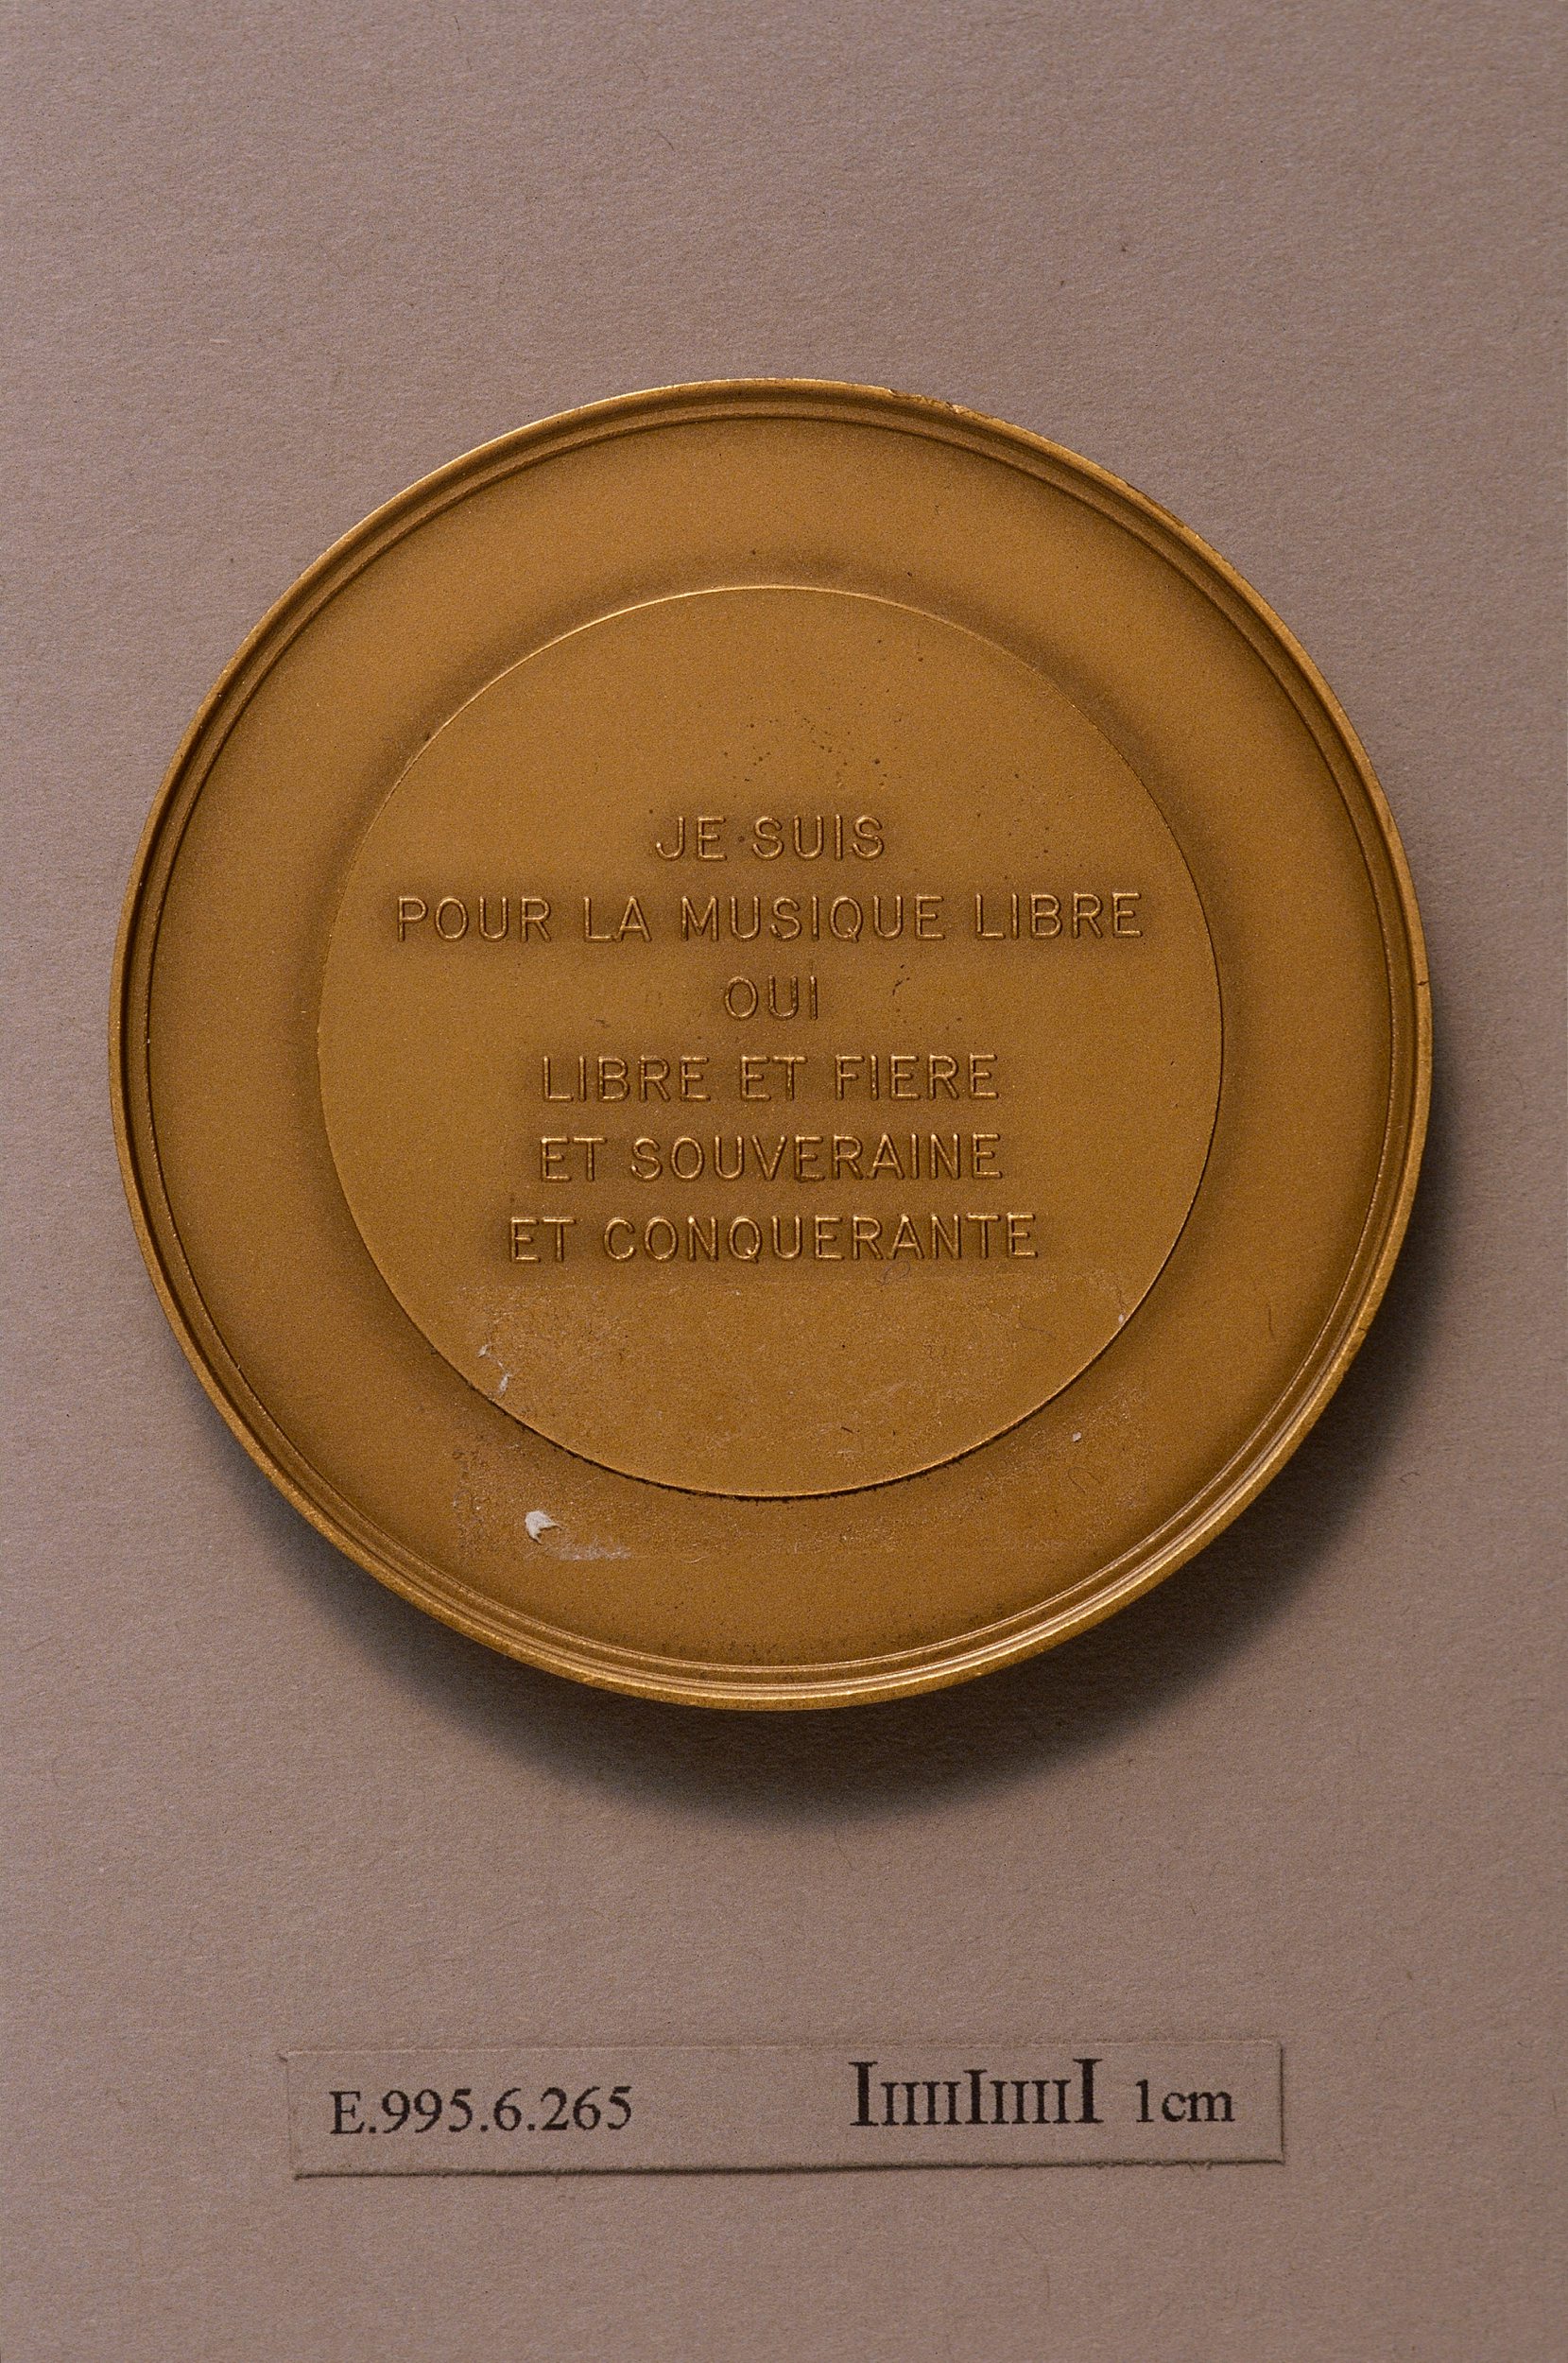 JE SUIS
POUR LA MUSIQUE LIBRE
OUI
LIBRE ET FIERE
ET SOUVERAINE
ET CONQUERANTE
E.995.6.265 1cm